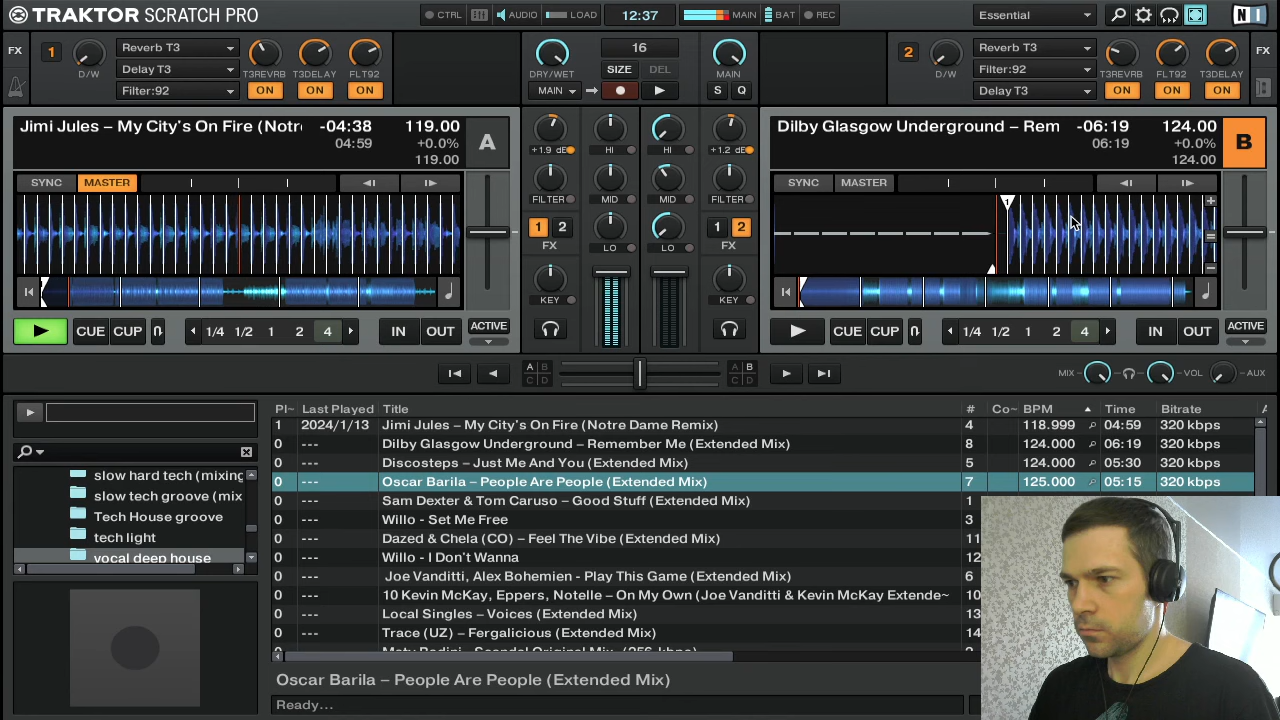 TRAKTOR SCRATCH PRO
CTRL AUDIO LOAD 12:37 MAIN BAT REC
Essential
N I
FX 1 D/W
Reverb T3
Delay T3
Filter:92
T3REVRB T3DELAY FLT92
ON ON ON
DRY/WET 16 MAIN
SIZE DEL
MAIN S Q
2 D/W
Reverb T3
Filter:92
Delay T3
T3REVRB FLT92 T3DELAY
ON ON ON
FX
Jimi Jules – My City's On Fire (Notr -04:38 119.00
04:59 +0.0%
119.00
A
SYNC MASTER
CUE CUP 1/4 1/2 1 2 4 IN OUT ACTIVE
+1.9 HI HI +1.2
FILTER MID MID FILTER
1 2 LO LO 1 2
FX FX
KEY KEY
Dilby Glasgow Underground – Rem -06:19 124.00
06:19 +0.0%
124.00
B
SYNC MASTER
1
CUE CUP 1/4 1/2 1 2 4 IN OUT ACTIVE
A B A B
C D C D
MIX VOL AUX
Pl~ Last Played Title # Co~ BPM Time Bitrate A
1 2024/1/13 Jimi Jules – My City's On Fire (Notre Dame Remix) 4 118.999 04:59 320 kbps
0 --- Dilby Glasgow Underground – Remember Me (Extended Mix) 8 124.000 06:19 320 kbps
0 --- Discosteps – Just Me And You (Extended Mix) 5 124.000 05:30 320 kbps
0 --- Oscar Barila – People Are People (Extended Mix) 7 125.000 05:15 320 kbps
0 --- Sam Dexter & Tom Caruso – Good Stuff (Extended Mix) 1
0 --- Willo - Set Me Free 3
0 --- Dazed & Chela (CO) – Feel The Vibe (Extended Mix) 11
0 --- Willo - I Don't Wanna 12
0 --- Joe Vanditti, Alex Bohemien - Play This Game (Extended Mix) 6
0 --- 10 Kevin McKay, Eppers, Notelle – On My Own (Joe Vanditti & Kevin McKay Extende~ 10
0 --- Local Singles – Voices (Extended Mix) 13
0 --- Trace (UZ) – Fergalicious (Extended Mix) 14
slow hard tech (mixing
slow tech groove (mix
Tech House groove
tech light
vocal deep house
Oscar Barila – People Are People (Extended Mix)
Ready...